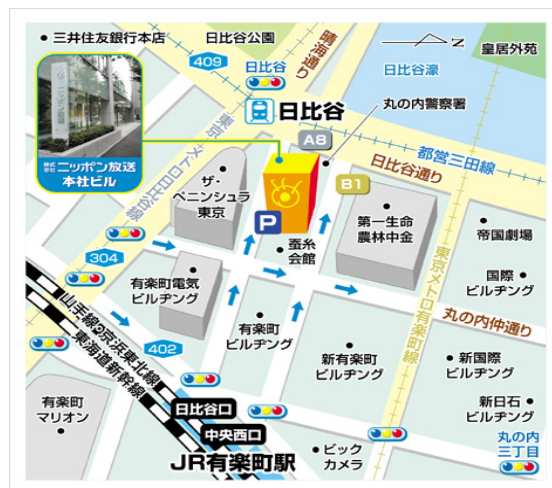 三井住友銀行本店
日比谷公園
晴海通り
N
皇居外苑
409
日比谷
日比谷濠
日比谷
丸の内警察署
A8
都営三田線
日比谷通り
株式会社ニッポン放送
本社ビル
東京メトロ日比谷線
ザ・
ペニンシュラ
東京
B1
第一生命
農林中金
P
蚕糸
会館
帝国劇場
304
有楽町電気
ビルヂング
東京メトロ有楽町線
国際
ビルヂング
丸の内仲通り
山手線・京浜東北線
東海道新幹線
402
有楽町
ビルヂング
新有楽町
ビルヂング
新国際
ビルヂング
有楽町
マリオン
日比谷口
中央西口
JR有楽町駅
ビック
カメラ
新日石
ビルヂング
丸の内
三丁目